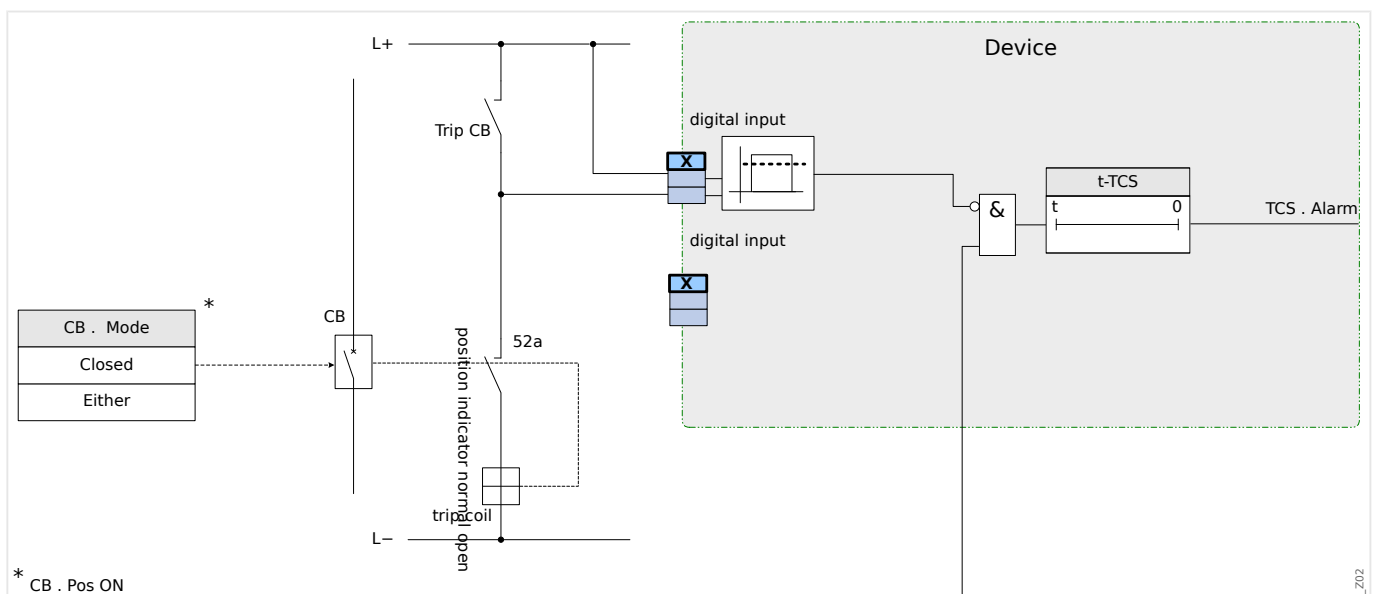 L+
Device
Trip CB
digital input
X
&
t-TCS
t 0
TCS . Alarm
digital input
X
*
CB . Mode
Closed
Either
CB
52a
position indicator normal open
trip coil
L−
* CB . Pos ON
_Z02